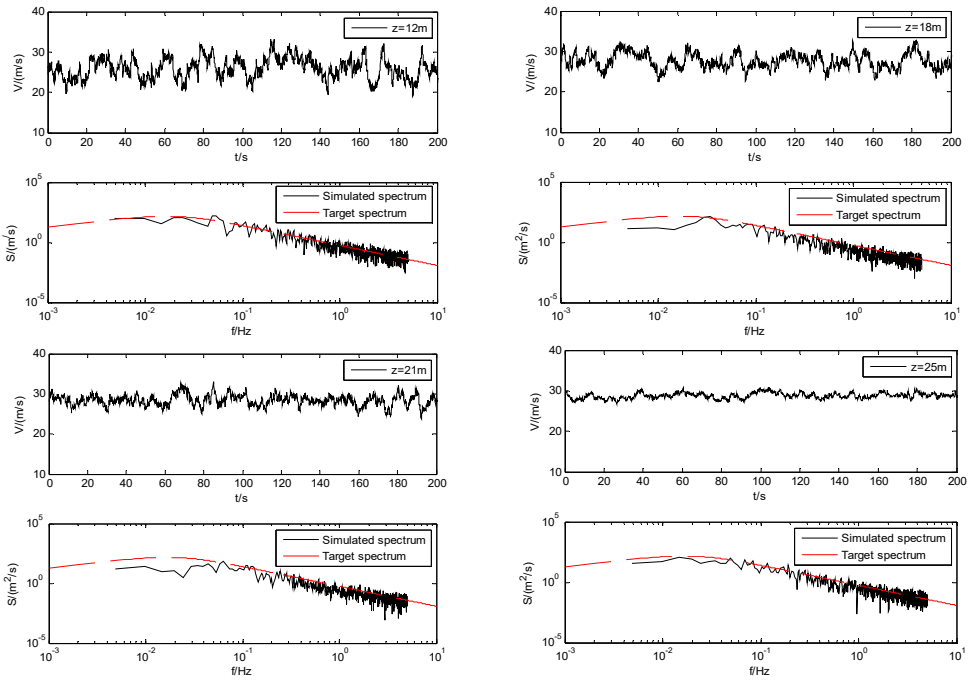 40
30
20
10
V/(m/s)
z=12m
0 20 40 60 80 100 120 140 160 180 200
t/s
10^5
10^0
10^-5
S/(m^2/s)
Simulated spectrum
Target spectrum
10^-3 10^-2 10^-1 10^0 10^1
f/Hz
40
30
20
10
V/(m/s)
z=18m
0 20 40 60 80 100 120 140 160 180 200
t/s
10^5
10^0
10^-5
S/(m^2/s)
Simulated spectrum
Target spectrum
10^-3 10^-2 10^-1 10^0 10^1
f/Hz
40
30
20
10
V/(m/s)
z=21m
0 20 40 60 80 100 120 140 160 180 200
t/s
10^5
10^0
10^-5
S/(m^2/s)
Simulated spectrum
Target spectrum
10^-3 10^-2 10^-1 10^0 10^1
f/Hz
40
30
20
10
V/(m/s)
z=25m
0 20 40 60 80 100 120 140 160 180 200
t/s
10^5
10^0
10^-5
S/(m^2/s)
Simulated spectrum
Target spectrum
10^-3 10^-2 10^-1 10^0 10^1
f/Hz